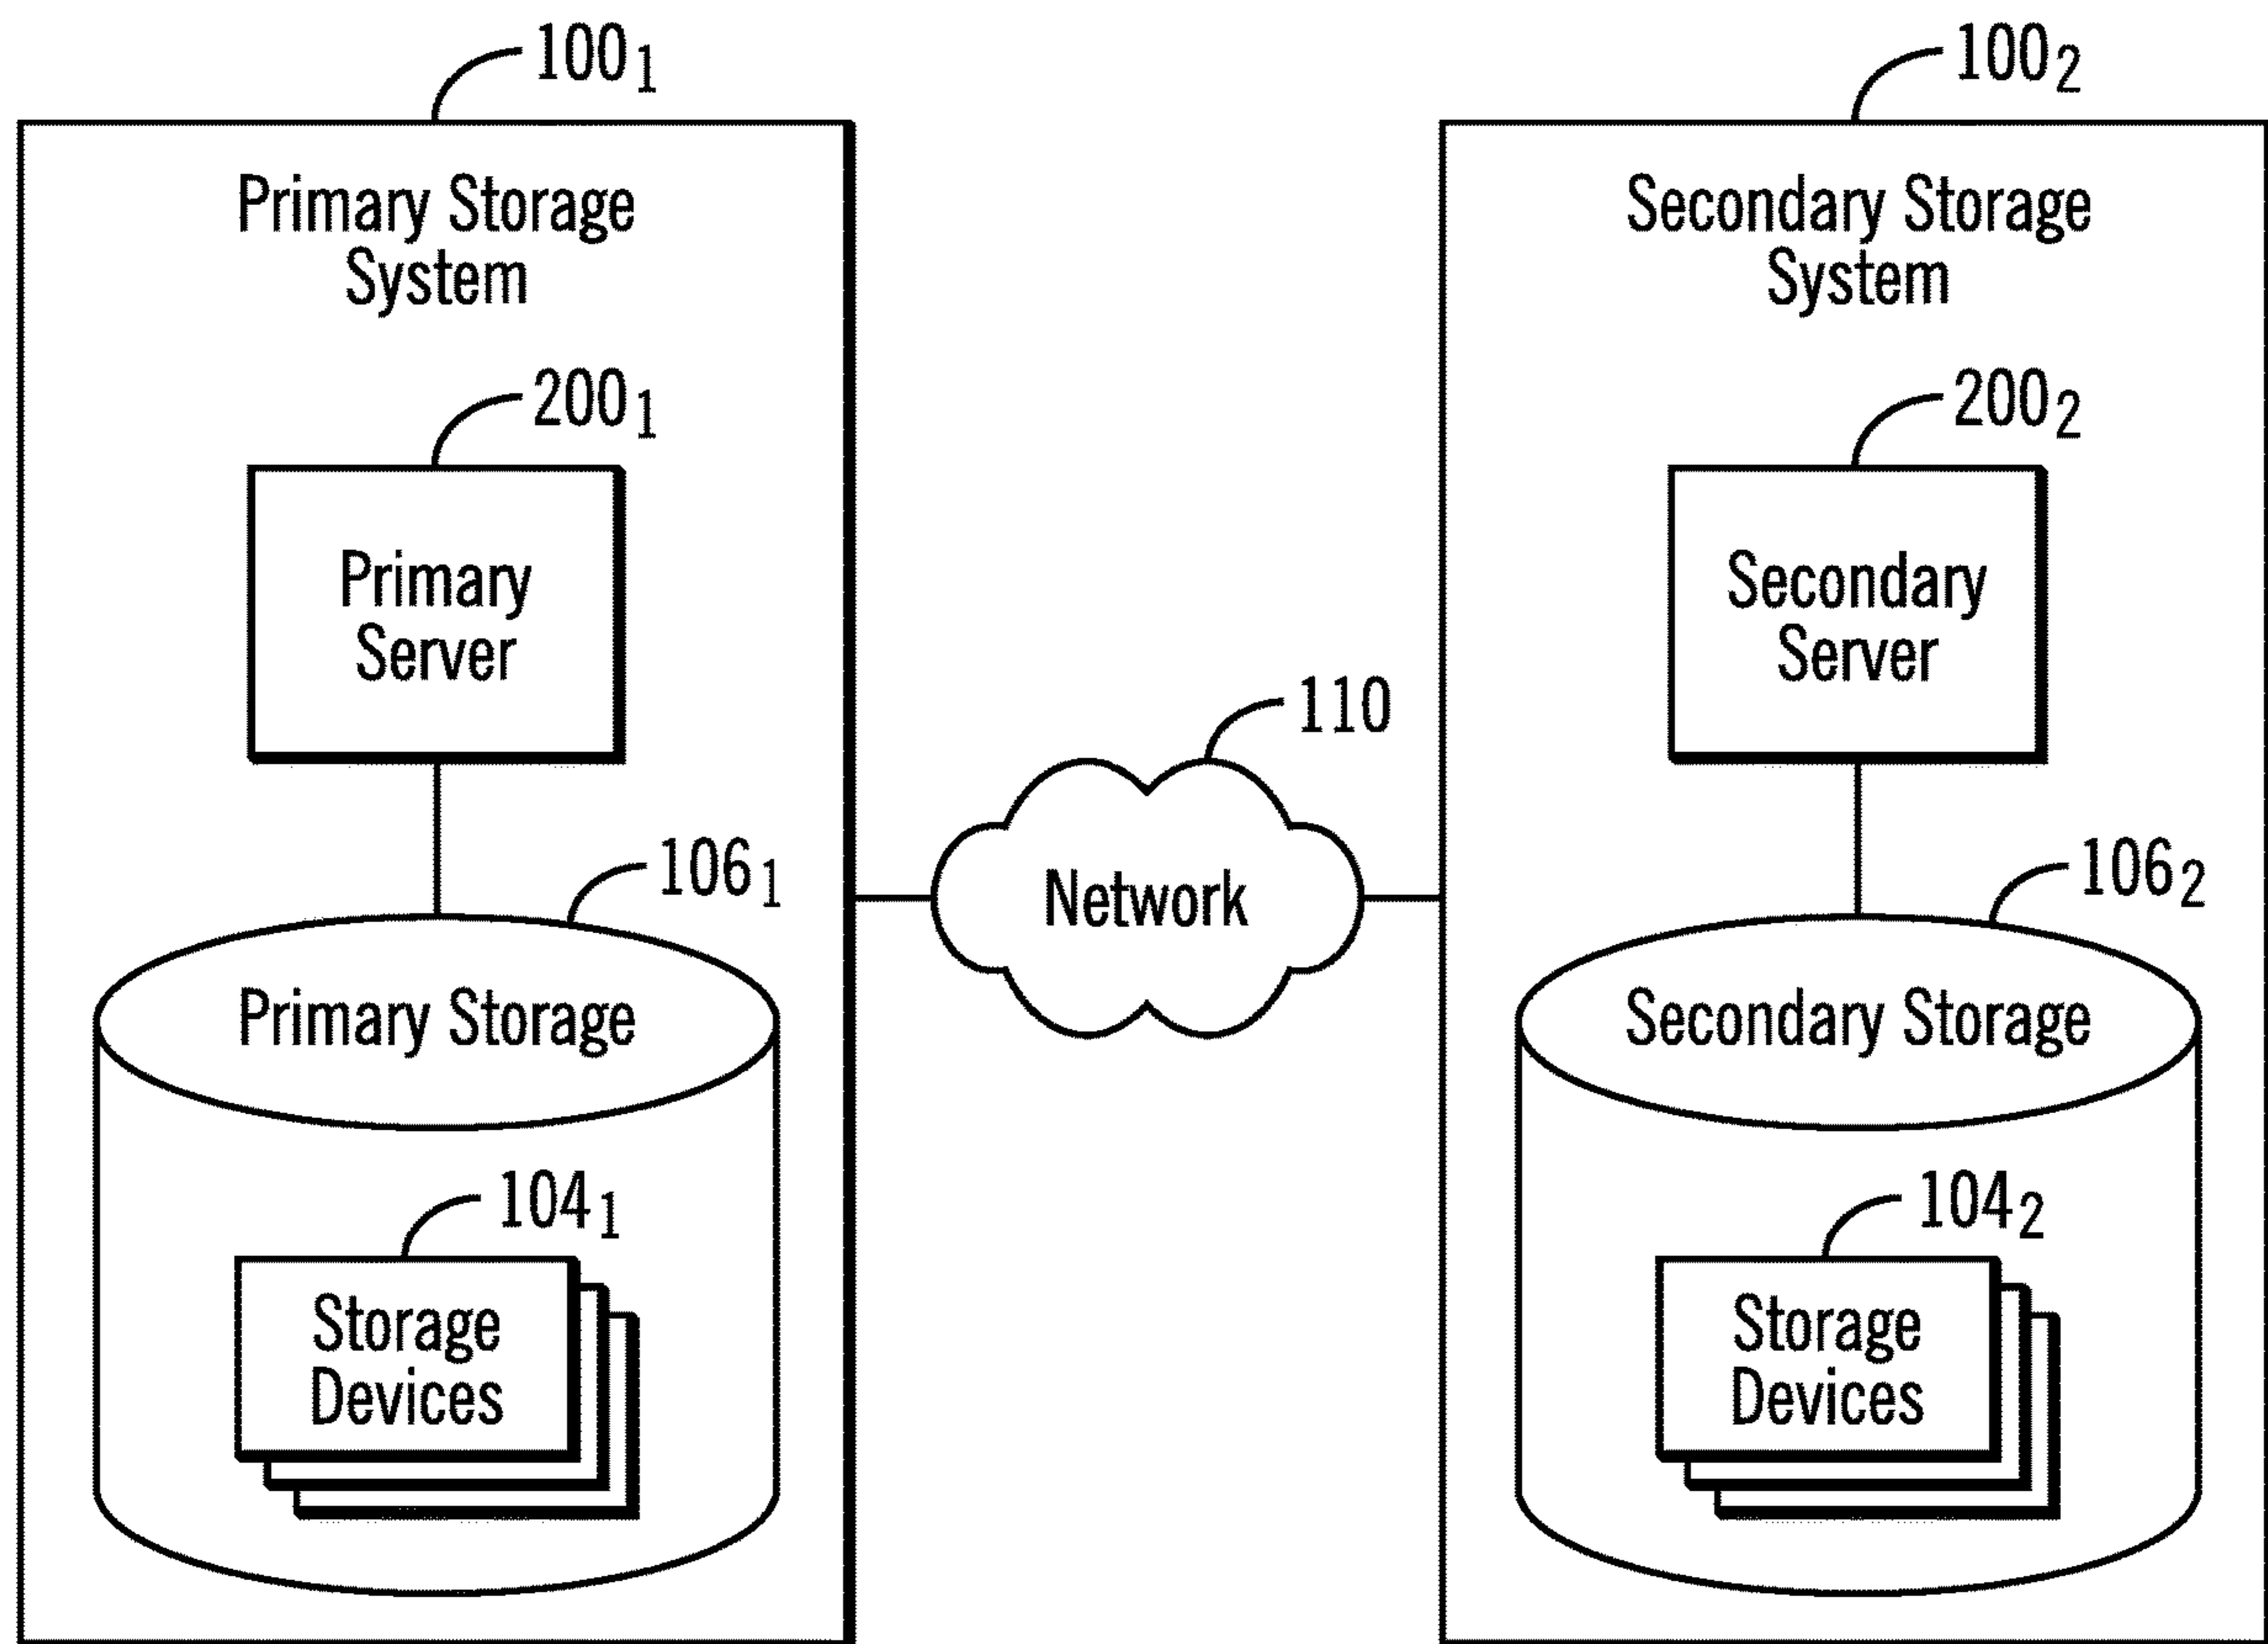 100₁
Primary Storage
System
200₁
Primary
Server
106₁
Primary Storage
104₁
Storage
Devices
110
Network
100₂
Secondary Storage
System
200₂
Secondary
Server
106₂
Secondary Storage
104₂
Storage
Devices